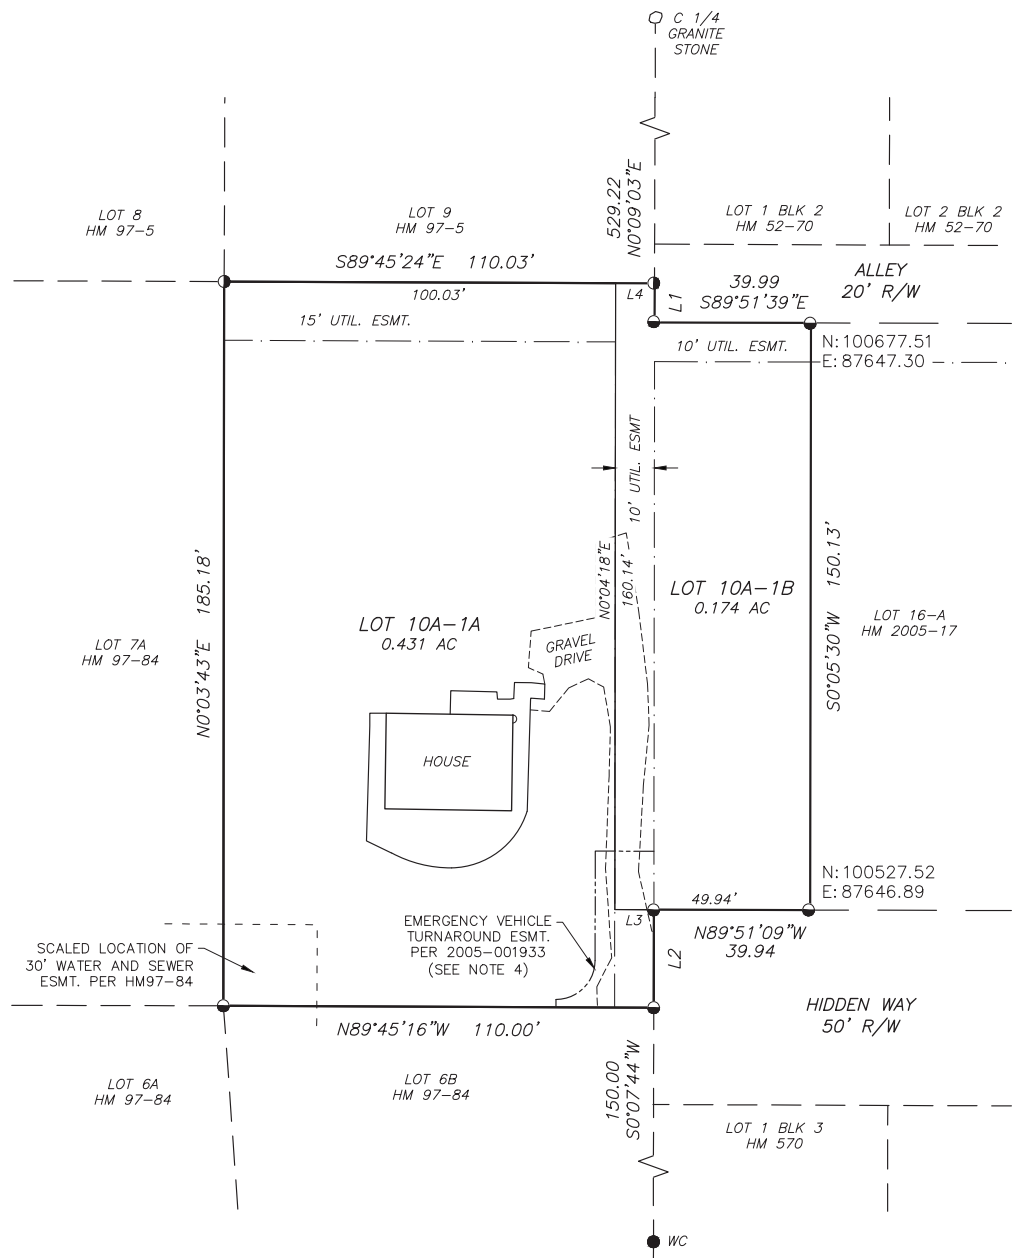 C 1/4
GRANITE
STONE
529.22
N0°09'03"E
LOT 8
HM 97-5
LOT 9
HM 97-5
LOT 1 BLK 2
HM 52-70
LOT 2 BLK 2
HM 52-70
S89°45'24"E 110.03'
100.03'
L4
L1
39.99
S89°51'39"E
ALLEY
20' R/W
15' UTIL. ESMT.
10' UTIL. ESMT.
N:100677.51
E:87647.30
10' UTIL. ESMT
N0°04'18"E
160.14'
N0°03'43"E 185.18'
S0°05'30"W 150.13'
LOT 10A-1A
0.431 AC
LOT 10A-1B
0.174 AC
LOT 7A
HM 97-84
LOT 16-A
HM 2005-17
GRAVEL
DRIVE
HOUSE
N:100527.52
E:87646.89
49.94'
L3
N89°51'09"W
39.94
L2
EMERGENCY VEHICLE
TURNAROUND ESMT.
PER 2005-001933
(SEE NOTE 4)
SCALED LOCATION OF
30' WATER AND SEWER
ESMT. PER HM97-84
N89°45'16"W 110.00'
HIDDEN WAY
50' R/W
LOT 6A
HM 97-84
LOT 6B
HM 97-84
150.00
S0°07'44"W
LOT 1 BLK 3
HM 570
WC